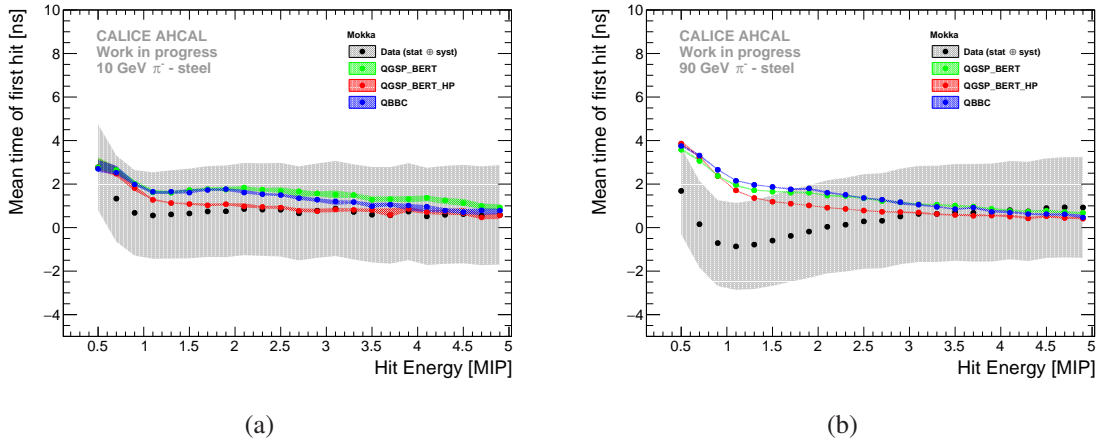 Mean time of first hit [ns]
10
8
6
4
2
0
−2
−4
CALICE AHCAL
Work in progress
10 GeV π⁻ - steel
Mokka
Data (stat ⊕ syst)
QGSP_BERT
QGSP_BERT_HP
QBBC
0.5 1 1.5 2 2.5 3 3.5 4 4.5 5
Hit Energy [MIP]
(a)
Mean time of first hit [ns]
10
8
6
4
2
0
−2
−4
CALICE AHCAL
Work in progress
90 GeV π⁻ - steel
Mokka
Data (stat ⊕ syst)
QGSP_BERT
QGSP_BERT_HP
QBBC
0.5 1 1.5 2 2.5 3 3.5 4 4.5 5
Hit Energy [MIP]
(b)